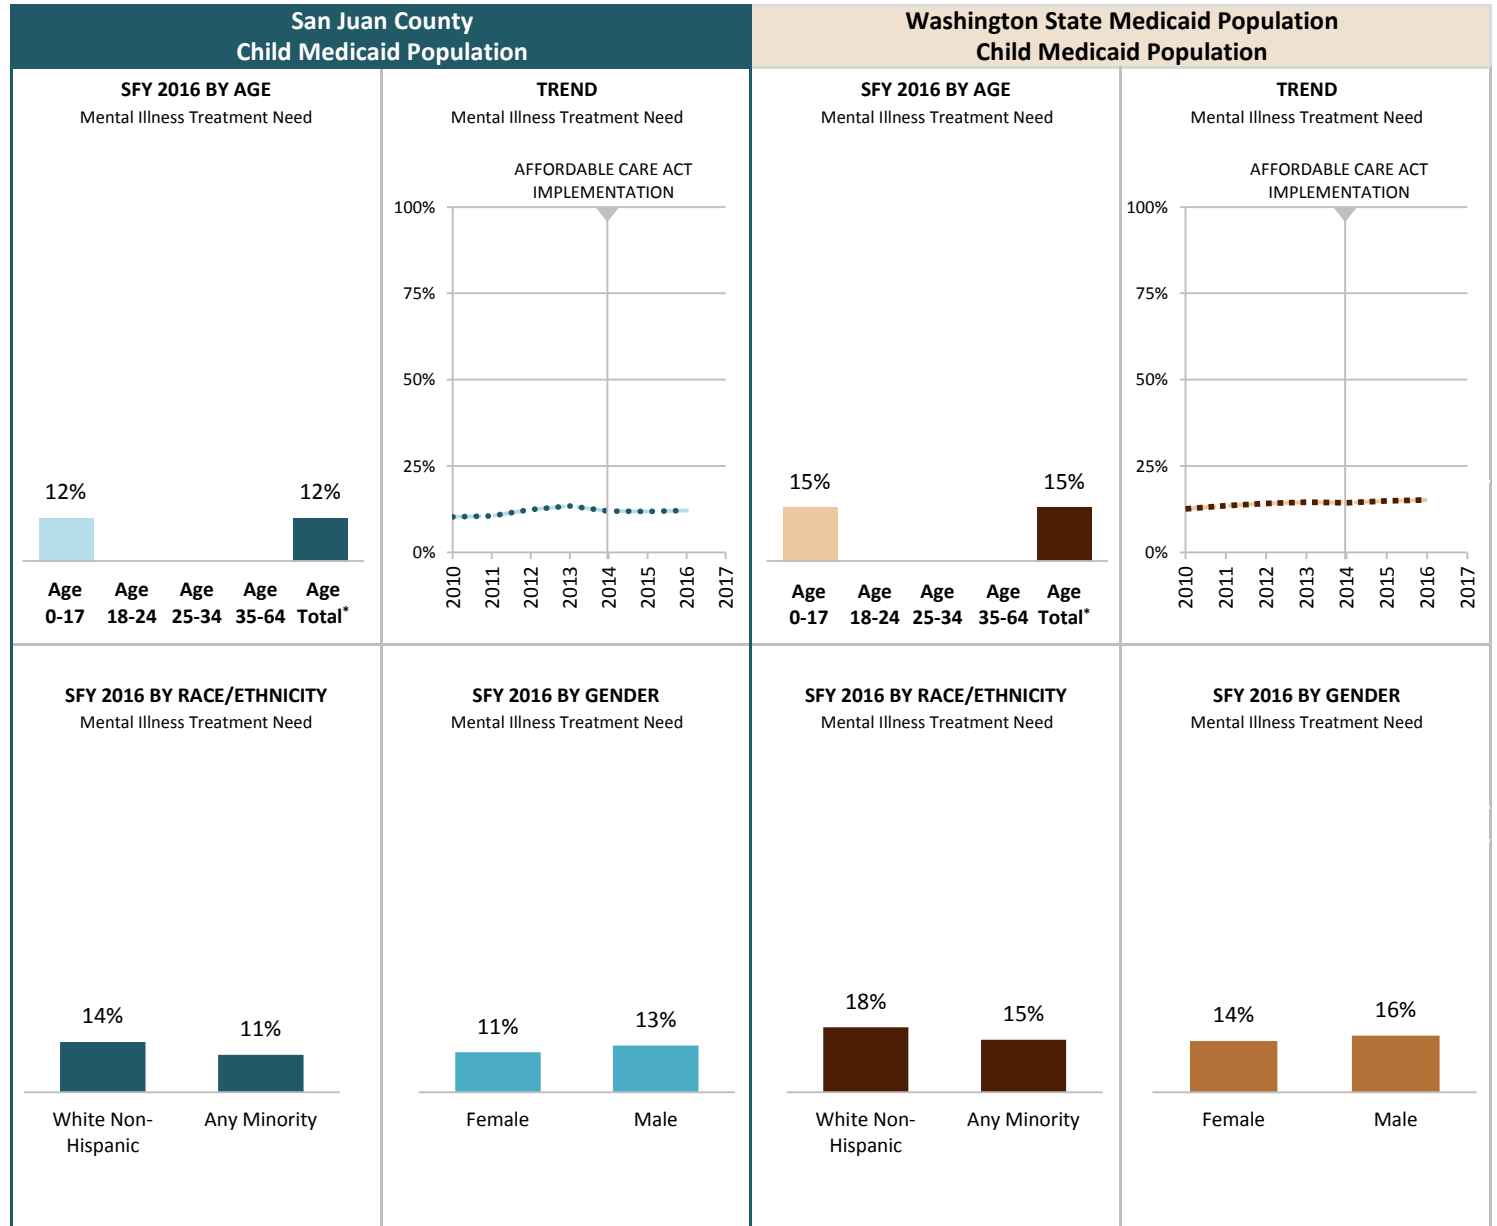 San Juan County
Child Medicaid Population
Washington State Medicaid Population
Child Medicaid Population
SFY 2016 BY AGE
Mental Illness Treatment Need
12%
12%
Age 0-17
Age 18-24
Age 25-34
Age 35-64
Age Total*
TREND
Mental Illness Treatment Need
AFFORDABLE CARE ACT
IMPLEMENTATION
100%
75%
50%
25%
0%
2010
2011
2012
2013
2014
2015
2016
2017
SFY 2016 BY AGE
Mental Illness Treatment Need
15%
15%
Age 0-17
Age 18-24
Age 25-34
Age 35-64
Age Total*
TREND
Mental Illness Treatment Need
AFFORDABLE CARE ACT
IMPLEMENTATION
100%
75%
50%
25%
0%
2010
2011
2012
2013
2014
2015
2016
2017
SFY 2016 BY RACE/ETHNICITY
Mental Illness Treatment Need
14%
11%
White Non-
Hispanic
Any Minority
SFY 2016 BY GENDER
Mental Illness Treatment Need
11%
13%
Female
Male
SFY 2016 BY RACE/ETHNICITY
Mental Illness Treatment Need
18%
15%
White Non-
Hispanic
Any Minority
SFY 2016 BY GENDER
Mental Illness Treatment Need
14%
16%
Female
Male